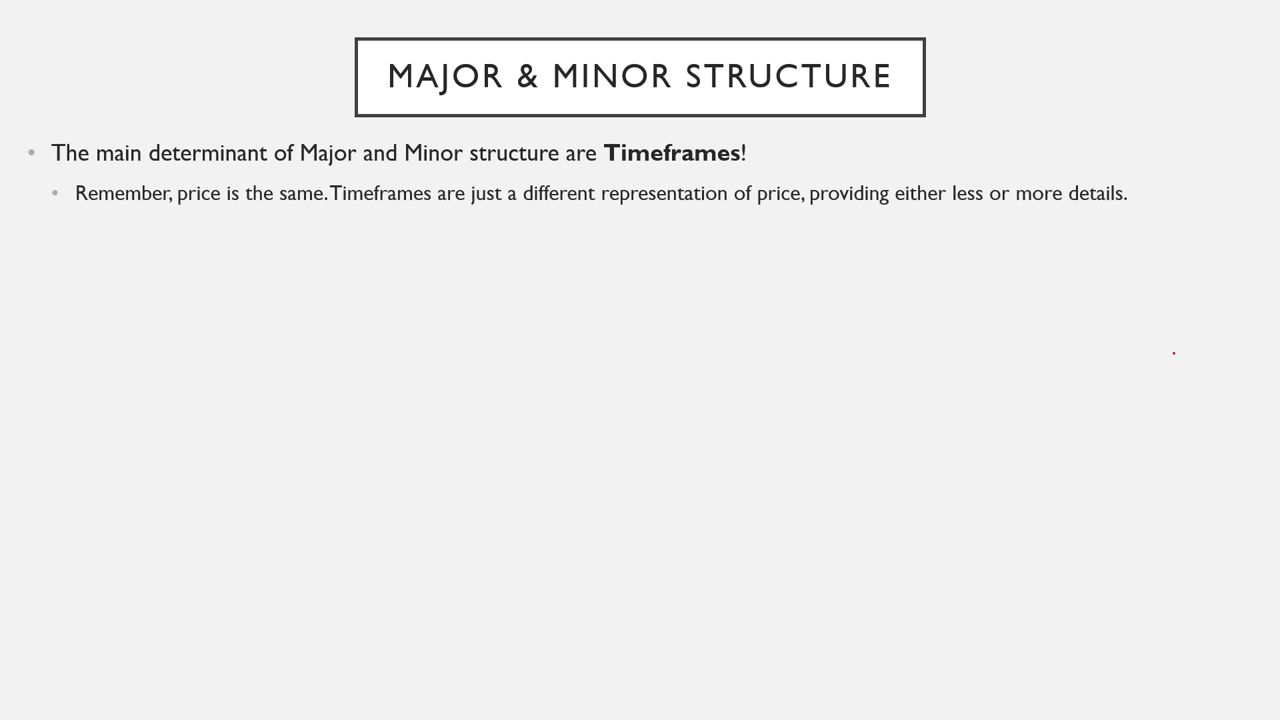 MAJOR & MINOR STRUCTURE
• The main determinant of Major and Minor structure are Timeframes!
• Remember, price is the same. Timeframes are just a different representation of price, providing either less or more details.